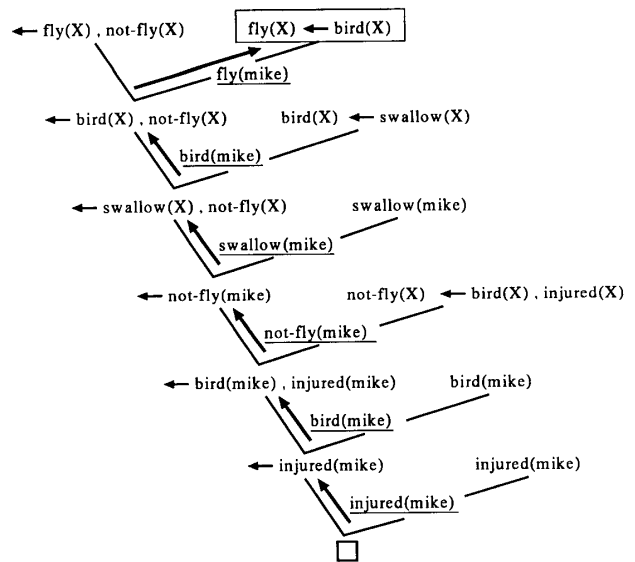 ← fly(X) , not-fly(X) fly(X) ← bird(X)
fly(mike)
← bird(X) , not-fly(X) bird(X) ← swallow(X)
bird(mike)
← swallow(X) , not-fly(X) swallow(mike)
swallow(mike)
← not-fly(mike) not-fly(X) ← bird(X) , injured(X)
not-fly(mike)
← bird(mike) , injured(mike) bird(mike)
bird(mike)
← injured(mike) injured(mike)
injured(mike)